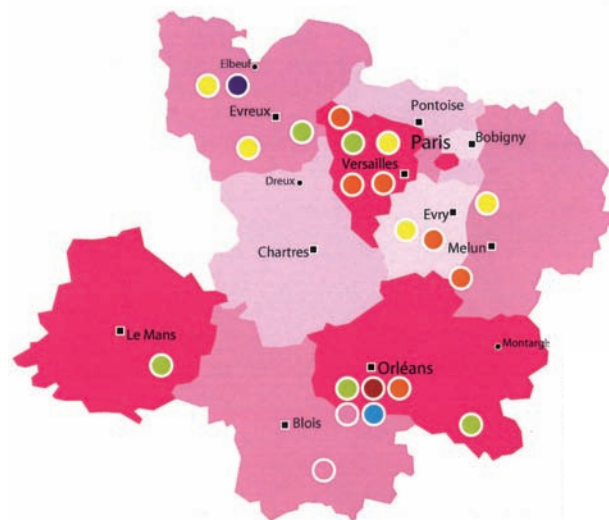 Elbeuf
Evreux
Pontoise
Paris
Bobigny
Versailles
Dreux
Evry
Melun
Chartres
Le Mans
Montargis
Orléans
Blois